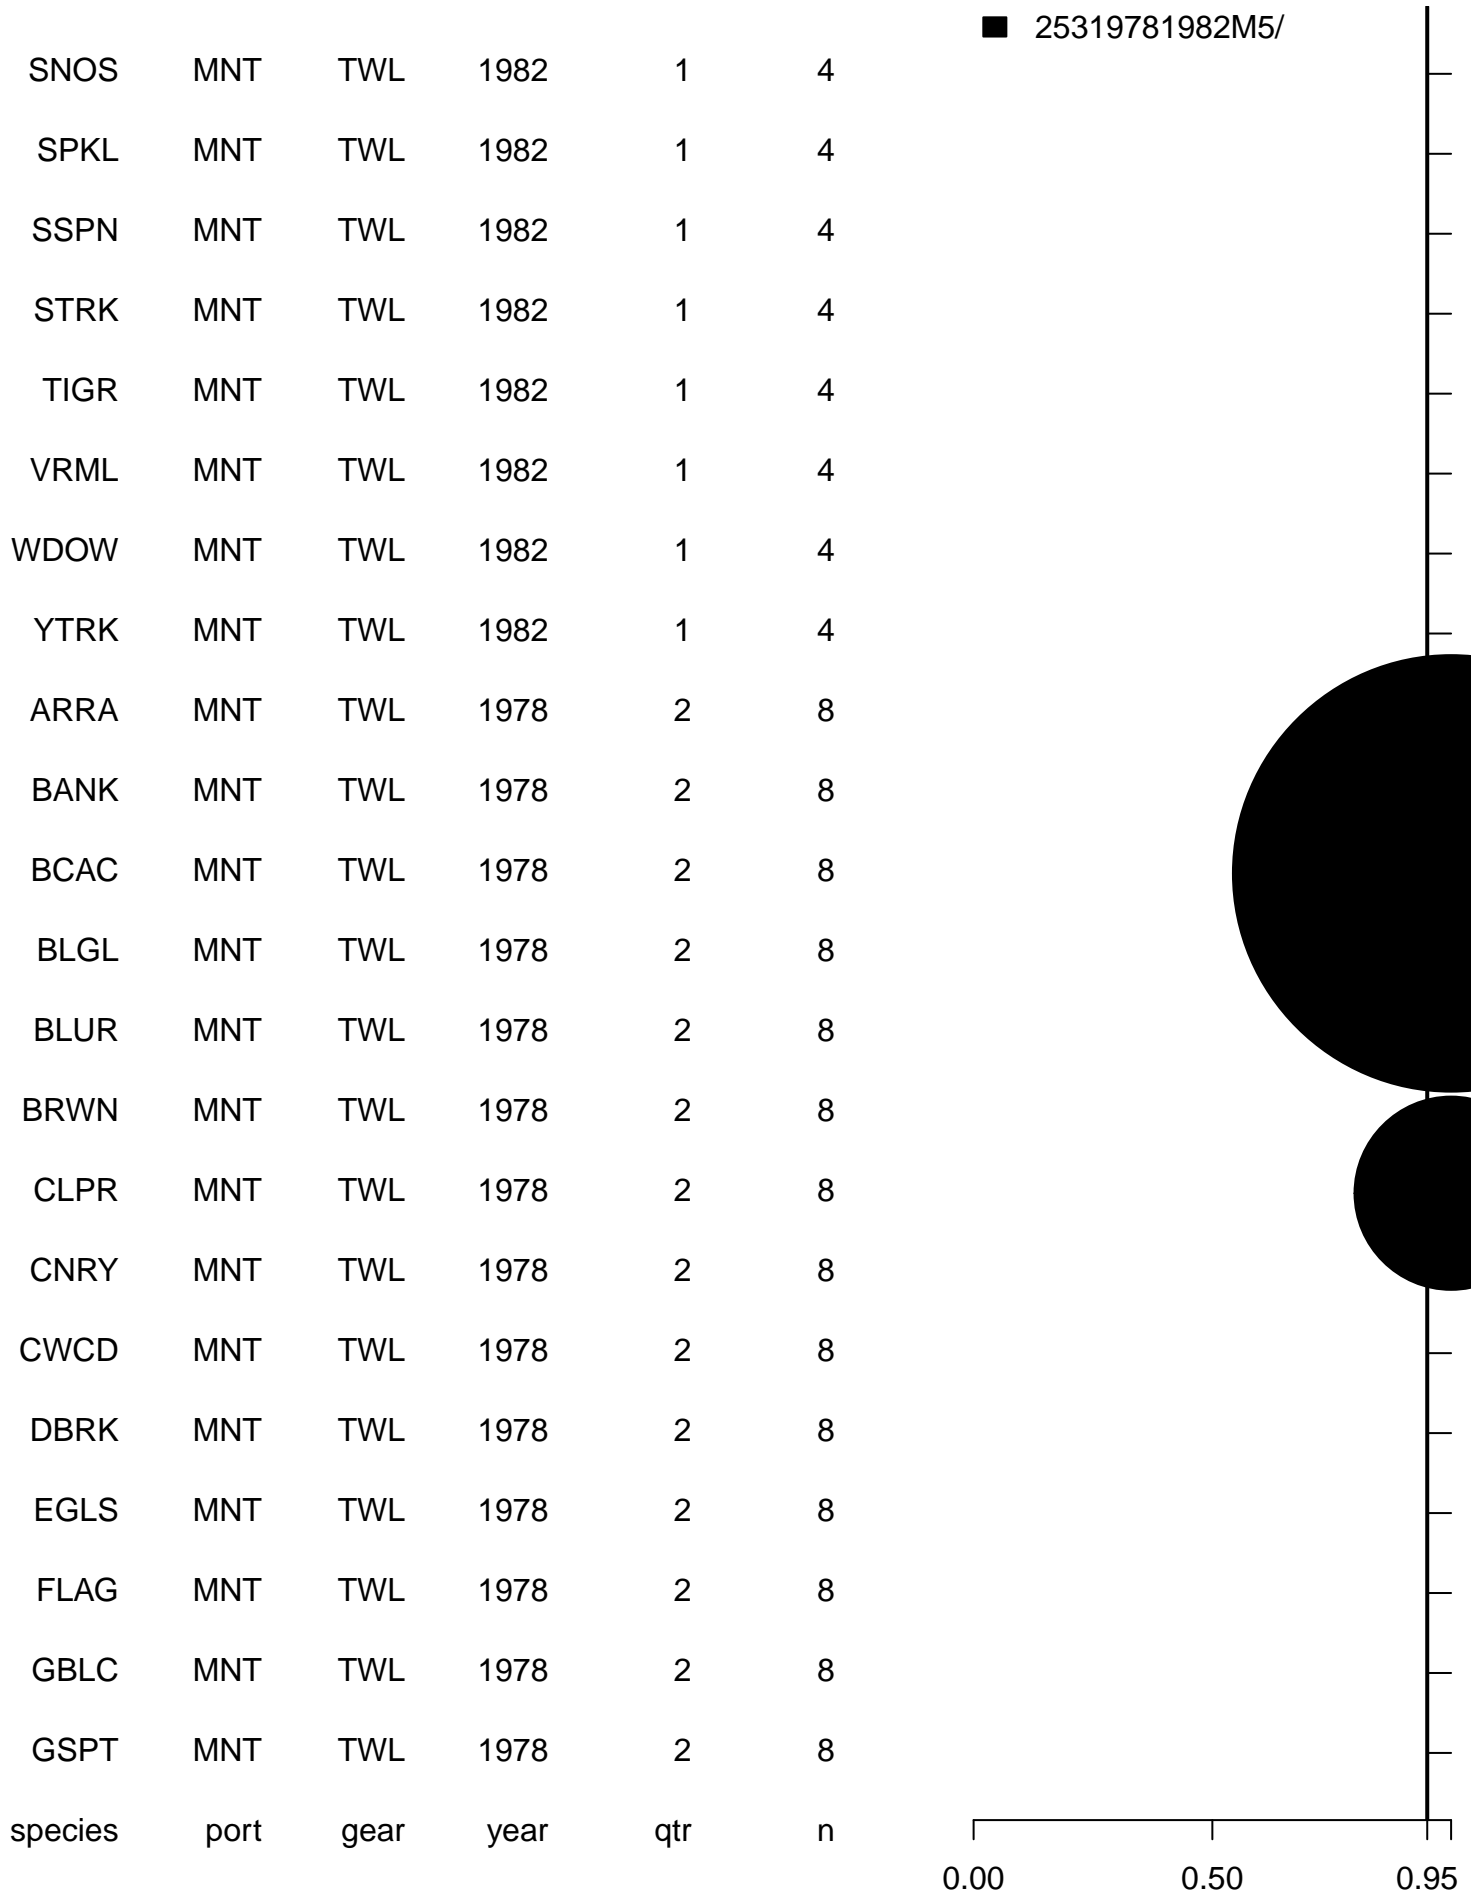 25319781982M5/
SNOS MNT TWL 1982 1 4
SPKL MNT TWL 1982 1 4
SSPN MNT TWL 1982 1 4
STRK MNT TWL 1982 1 4
TIGR MNT TWL 1982 1 4
VRML MNT TWL 1982 1 4
WDOW MNT TWL 1982 1 4
YTRK MNT TWL 1982 1 4
ARRA MNT TWL 1978 2 8
BANK MNT TWL 1978 2 8
BCAC MNT TWL 1978 2 8
BLGL MNT TWL 1978 2 8
BLUR MNT TWL 1978 2 8
BRWN MNT TWL 1978 2 8
CLPR MNT TWL 1978 2 8
CNRY MNT TWL 1978 2 8
CWCD MNT TWL 1978 2 8
DBRK MNT TWL 1978 2 8
EGLS MNT TWL 1978 2 8
FLAG MNT TWL 1978 2 8
GBLC MNT TWL 1978 2 8
GSPT MNT TWL 1978 2 8
species port gear year qtr n
0.00 0.50 0.95